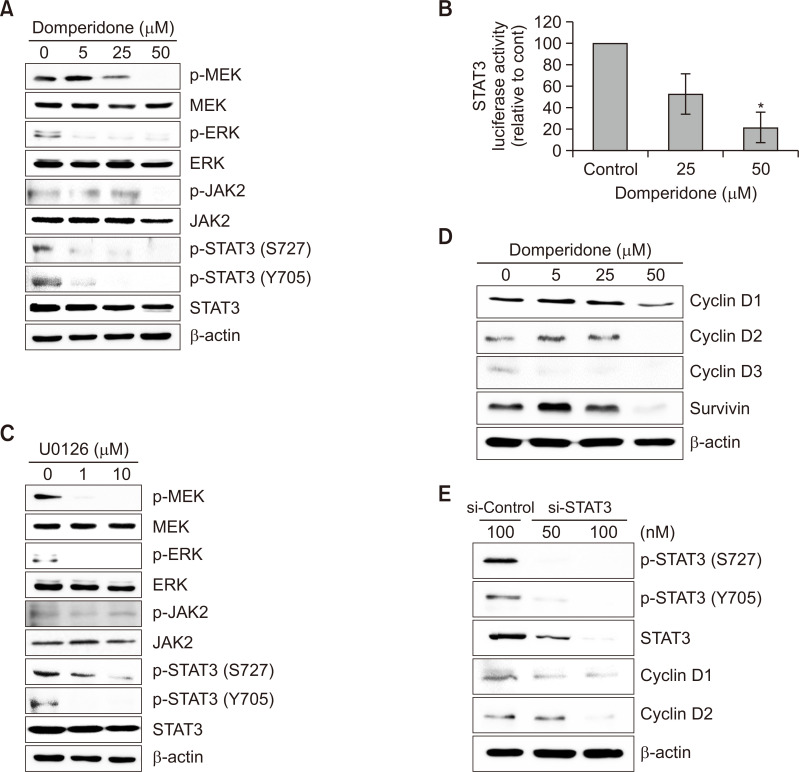 A
Domperidone (μM)
0 5 25 50
p-MEK
MEK
p-ERK
ERK
p-JAK2
JAK2
p-STAT3 (S727)
p-STAT3 (Y705)
STAT3
β-actin
B
STAT3
luciferase activity
(relative to cont)
120
100
80
60
40
20
0
*
Control 25 50
Domperidone (μM)
C
U0126 (μM)
0 1 10
p-MEK
MEK
p-ERK
ERK
p-JAK2
JAK2
p-STAT3 (S727)
p-STAT3 (Y705)
STAT3
β-actin
D
Domperidone (μM)
0 5 25 50
Cyclin D1
Cyclin D2
Cyclin D3
Survivin
β-actin
E
si-Control si-STAT3
100 50 100 (nM)
p-STAT3 (S727)
p-STAT3 (Y705)
STAT3
Cyclin D1
Cyclin D2
β-actin